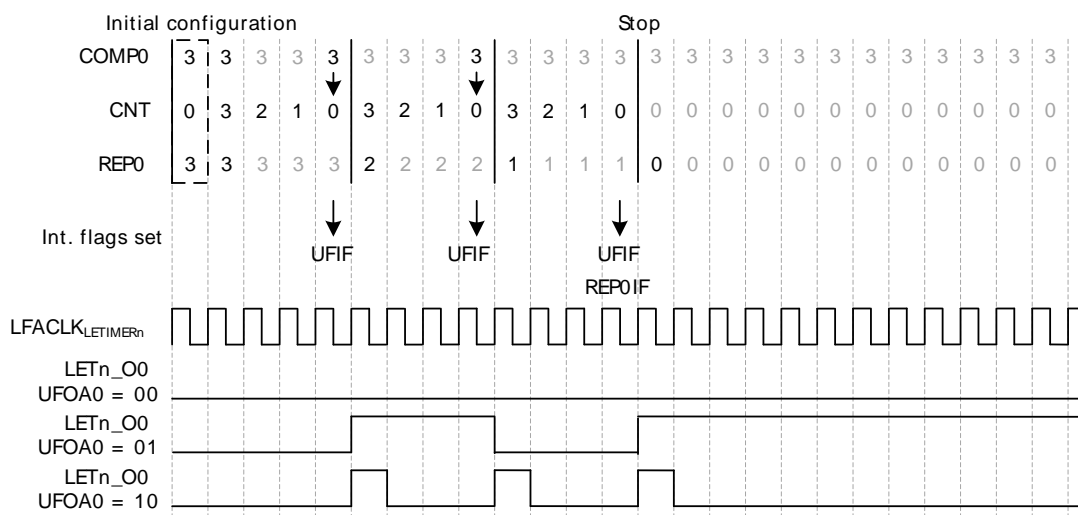 Initial configuration Stop
COMP0 3 3 3 3 3 3 3 3 3 3 3 3 3 3 3 3 3 3 3 3 3 3 3 3 3
CNT 0 3 2 1 0 3 2 1 0 3 2 1 0 0 0 0 0 0 0 0 0 0 0 0 0
REP0 3 3 3 3 3 2 2 2 2 1 1 1 1 0 0 0 0 0 0 0 0 0 0 0 0
Int. flags set
UFIF UFIF UFIF
REP0IF
LFACLK LETIMERn
LETn_O0
UFOA0 = 00
LETn_O0
UFOA0 = 01
LETn_O0
UFOA0 = 10